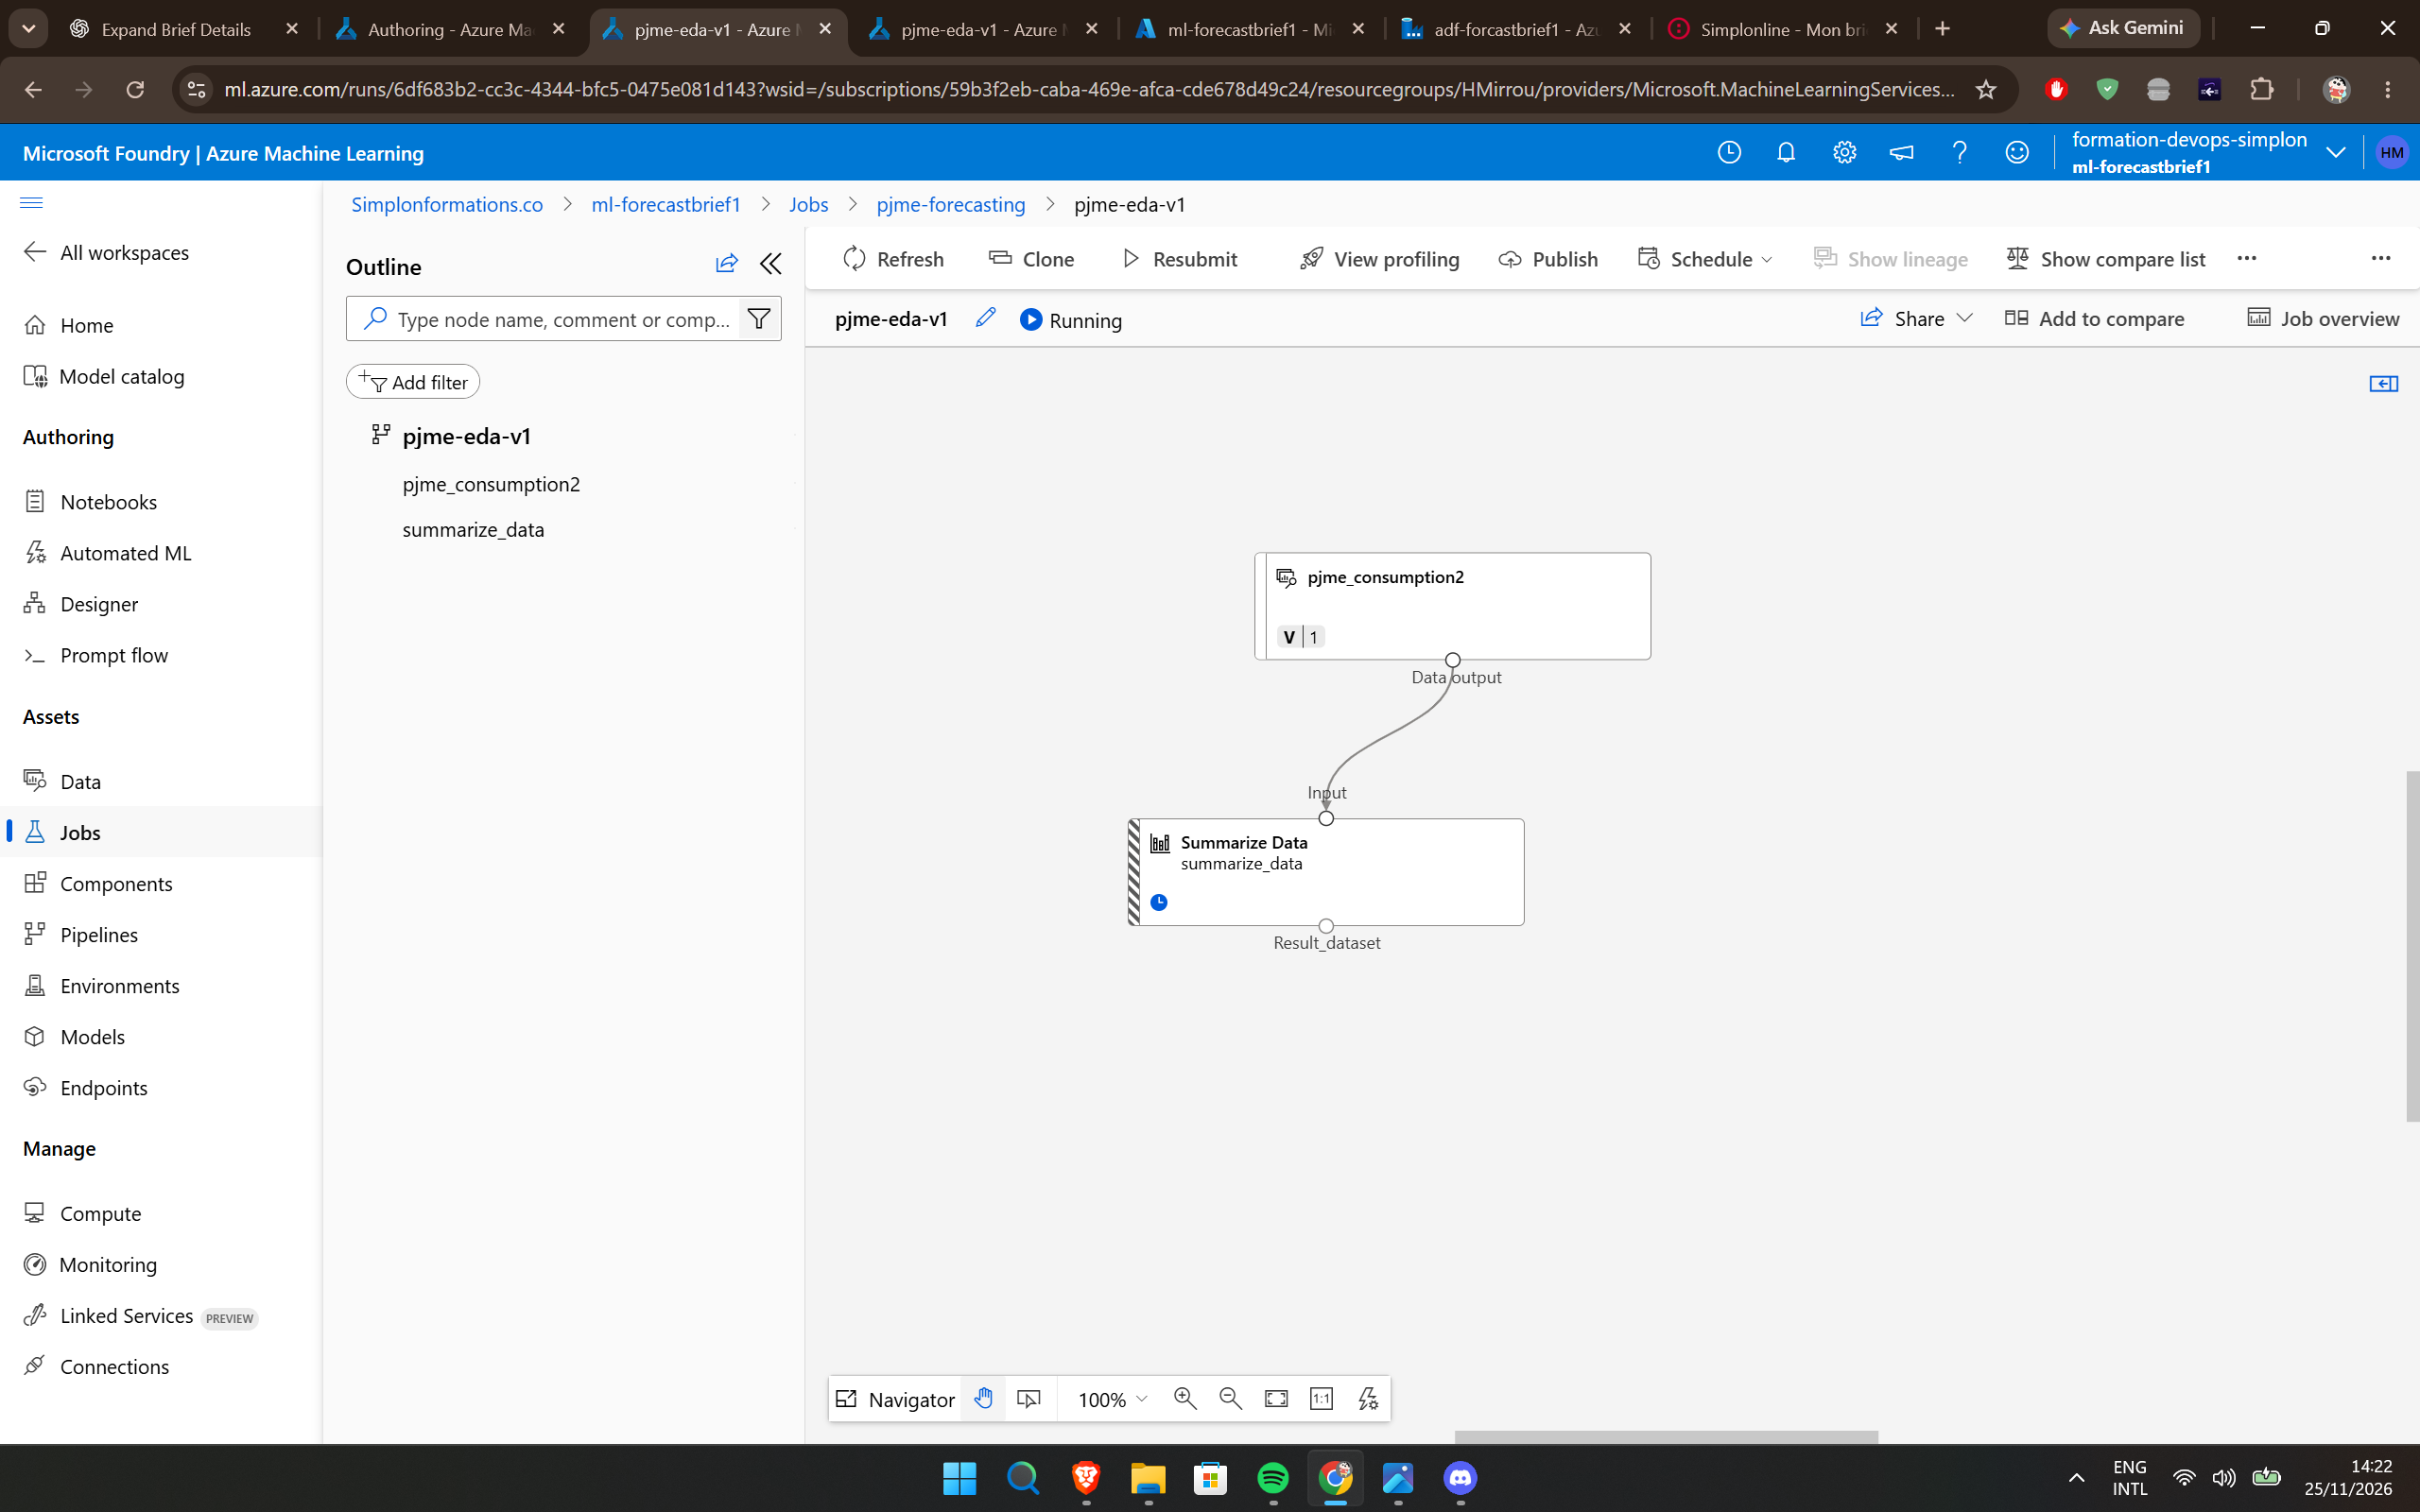 Expand Brief Details
Authoring - Azure Ma
pjme-eda-v1 - Azure M
pjme-eda-v1 - Azure M
ml-forecastbrief1 - Mi
adf-forcastbrief1 - Azu
Simplonline - Mon bri
Ask Gemini
ml.azure.com/runs/6df683b2-cc3c-4344-bfc5-0475e081d143?wsid=/subscriptions/59b3f2eb-caba-469e-afca-cde678d49c24/resourcegroups/HMirrou/providers/Microsoft.MachineLearningServices...
Microsoft Foundry | Azure Machine Learning
formation-devops-simplon
ml-forecastbrief1
HM
All workspaces
Home
Model catalog
Authoring
Notebooks
Automated ML
Designer
Prompt flow
Assets
Data
Jobs
Components
Pipelines
Environments
Models
Endpoints
Manage
Compute
Monitoring
Linked Services PREVIEW
Connections
Simplonformations.co > ml-forecastbrief1 > Jobs > pjme-forecasting > pjme-eda-v1
Outline
Type node name, comment or comp...
Add filter
pjme-eda-v1
pjme_consumption2
summarize_data
Refresh
Clone
Resubmit
View profiling
Publish
Schedule
Show lineage
Show compare list
pjme-eda-v1
Running
Share
Add to compare
Job overview
pjme_consumption2
V 1
Data output
Input
Summarize Data
summarize_data
Result_dataset
Navigator
100%
1:1
ENG
INTL
14:22
25/11/2026